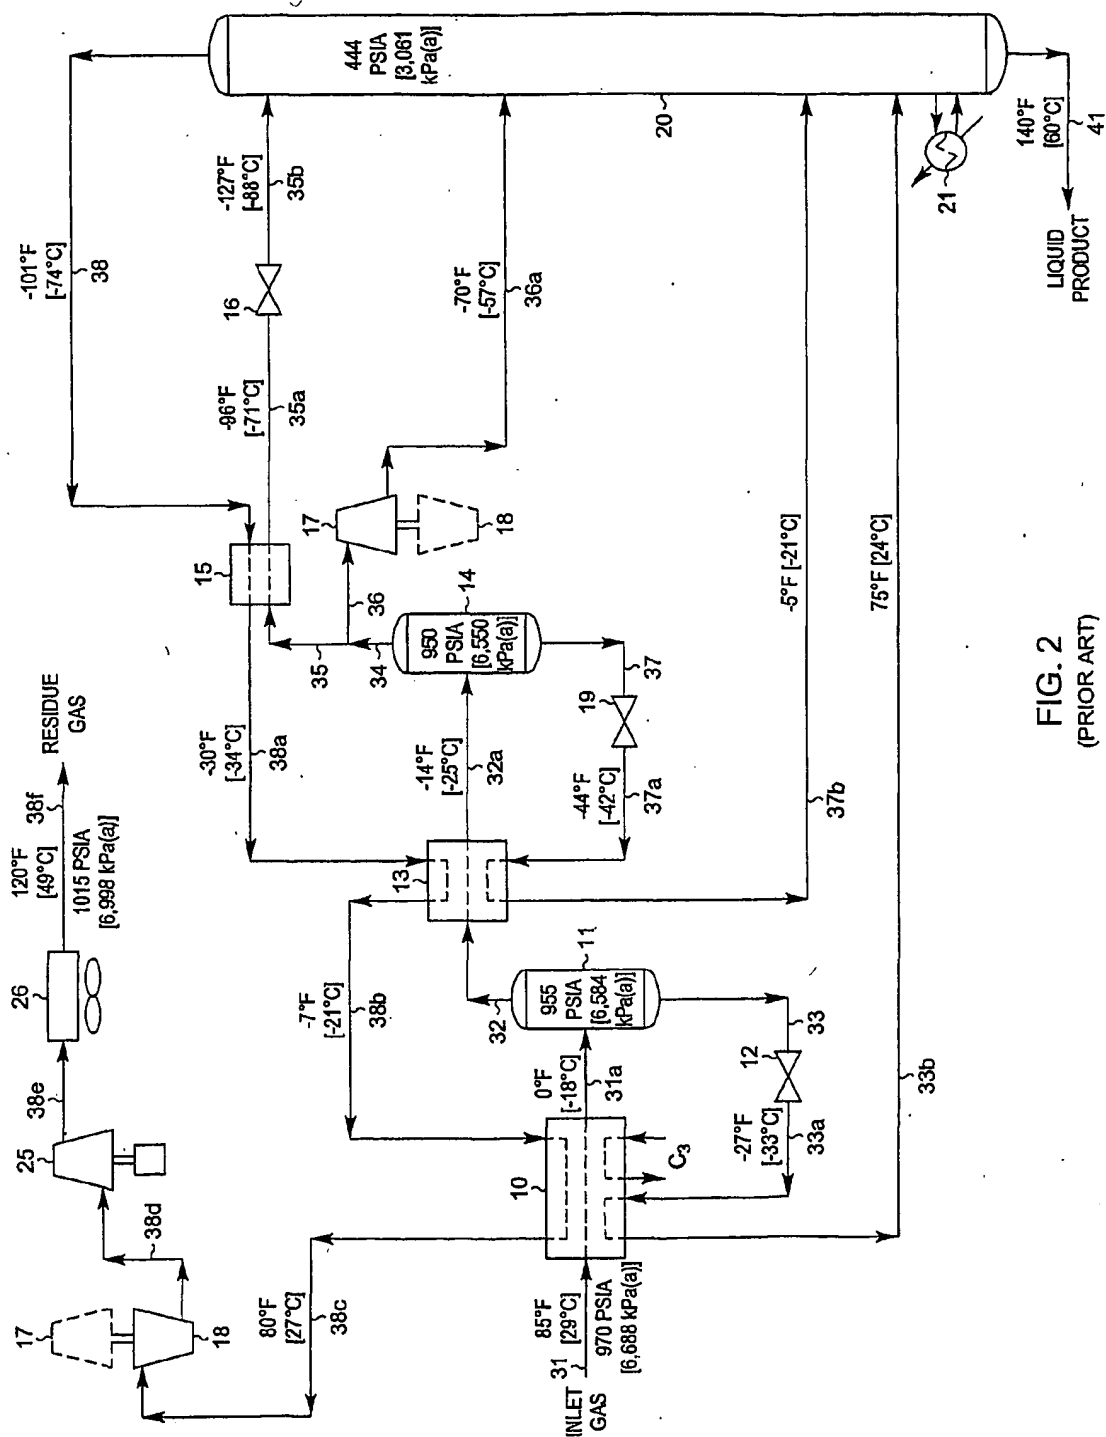 -101°F
[-74°C]
38
444
PSIA
[3,061
kPa(a)]
-127°F
[-88°C]
35b
16
-96°F
[-71°C]
35a
15
-70°F
[-57°C]
36a
20
17
18
36
35
34
14
950
PSIA
[6,550
kPa(a)]
37
19
-44°F
[-42°C]
37a
-14°F
[-25°C]
32a
13
-30°F
[-34°C]
38a
-5°F [-21°C]
37b
75°F [24°C]
33b
21
140°F
[60°C]
41
LIQUID
PRODUCT
RESIDUE
GAS
120°F
[49°C]
38f
1015 PSIA
[6,998 kPa(a)]
26
38e
25
38d
17
18
80°F
[27°C]
38c
-7°F
[-21°C]
38b
32
11
955
PSIA
[6,584
kPa(a)]
33
12
-27°F
[-33°C]
33a
0°F
[-18°C]
31a
10
C3
INLET
GAS
31
85°F
[29°C]
970 PSIA
[6,688 kPa(a)]
FIG. 2
(PRIOR ART)